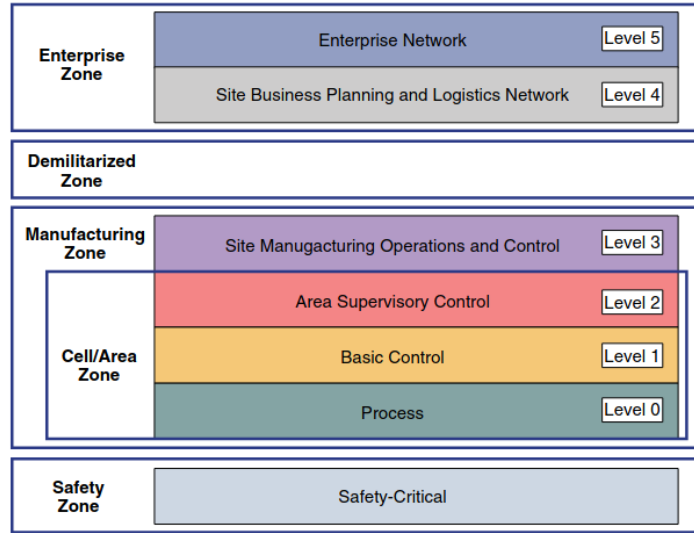 Enterprise
Zone
Enterprise Network
Level 5
Site Business Planning and Logistics Network
Level 4
Demilitarized
Zone
Manufacturing
Zone
Site Manugacturing Operations and Control
Level 3
Cell/Area
Zone
Area Supervisory Control
Level 2
Basic Control
Level 1
Process
Level 0
Safety
Zone
Safety-Critical